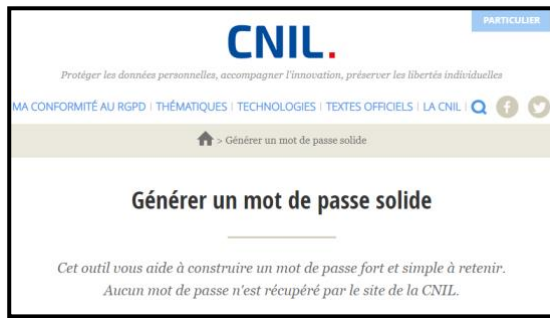 PARTICULIER
CNIL.
Protéger les données personnelles, accompagner l'innovation, préserver les libertés individuelles
MA CONFORMITÉ AU RGPD | THÉMATIQUES | TECHNOLOGIES | TEXTES OFFICIELS | LA CNIL |
> Générer un mot de passe solide
Générer un mot de passe solide
Cet outil vous aide à construire un mot de passe fort et simple à retenir.
Aucun mot de passe n'est récupéré par le site de la CNIL.